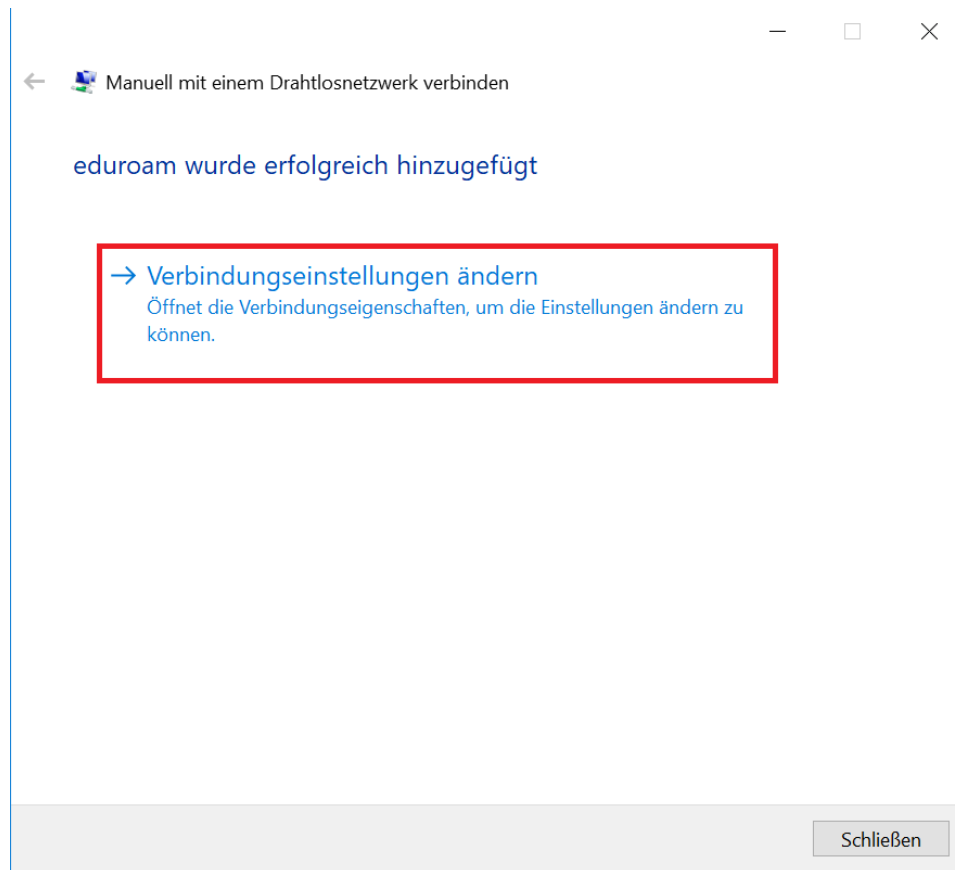 Manuell mit einem Drahtlosnetzwerk verbinden
eduroam wurde erfolgreich hinzugefügt
Verbindungseinstellungen ändern
Öffnet die Verbindungseigenschaften, um die Einstellungen ändern zu
können.
Schließen